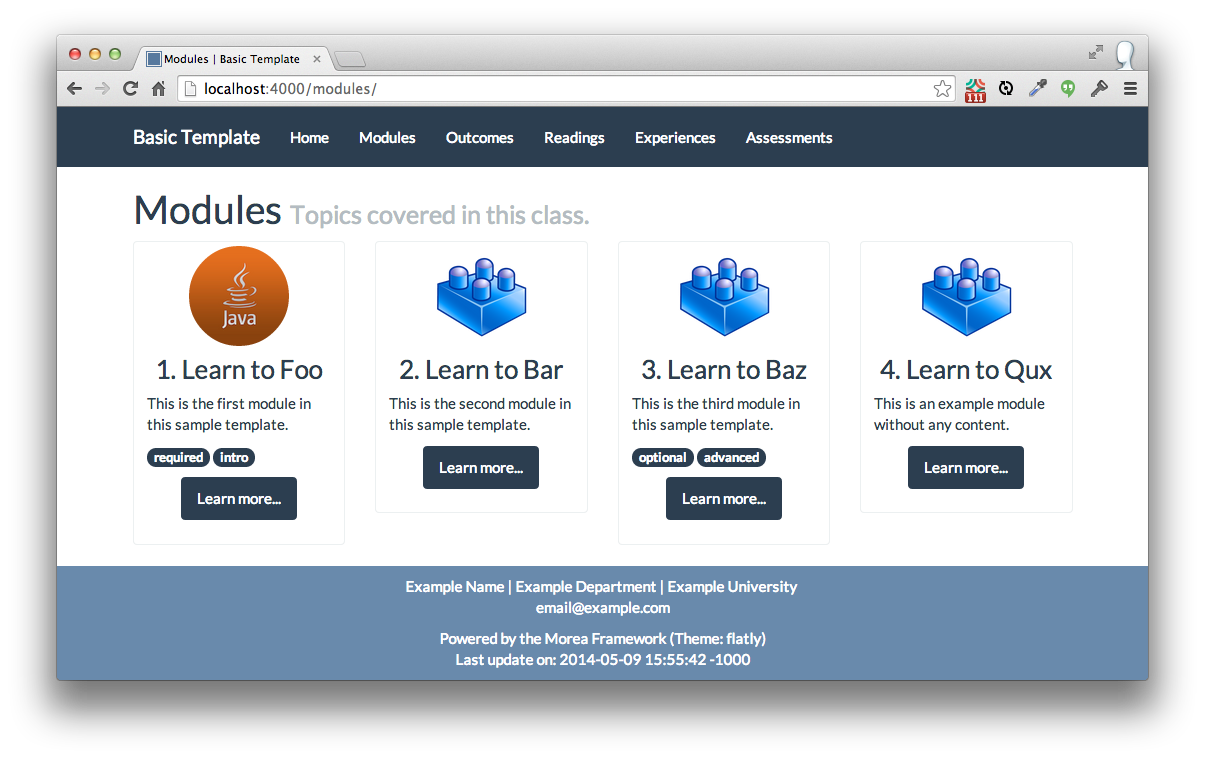 Modules | Basic Template
localhost:4000/modules/
111
Basic Template Home Modules Outcomes Readings Experiences Assessments
Modules Topics covered in this class.
Java
1. Learn to Foo
This is the first module in
this sample template.
required intro
Learn more...
2. Learn to Bar
This is the second module in
this sample template.
Learn more...
3. Learn to Baz
This is the third module in
this sample template.
optional advanced
Learn more...
4. Learn to Qux
This is an example module
without any content.
Learn more...
Example Name | Example Department | Example University
email@example.com
Powered by the Morea Framework (Theme: flatly)
Last update on: 2014-05-09 15:55:42 -1000